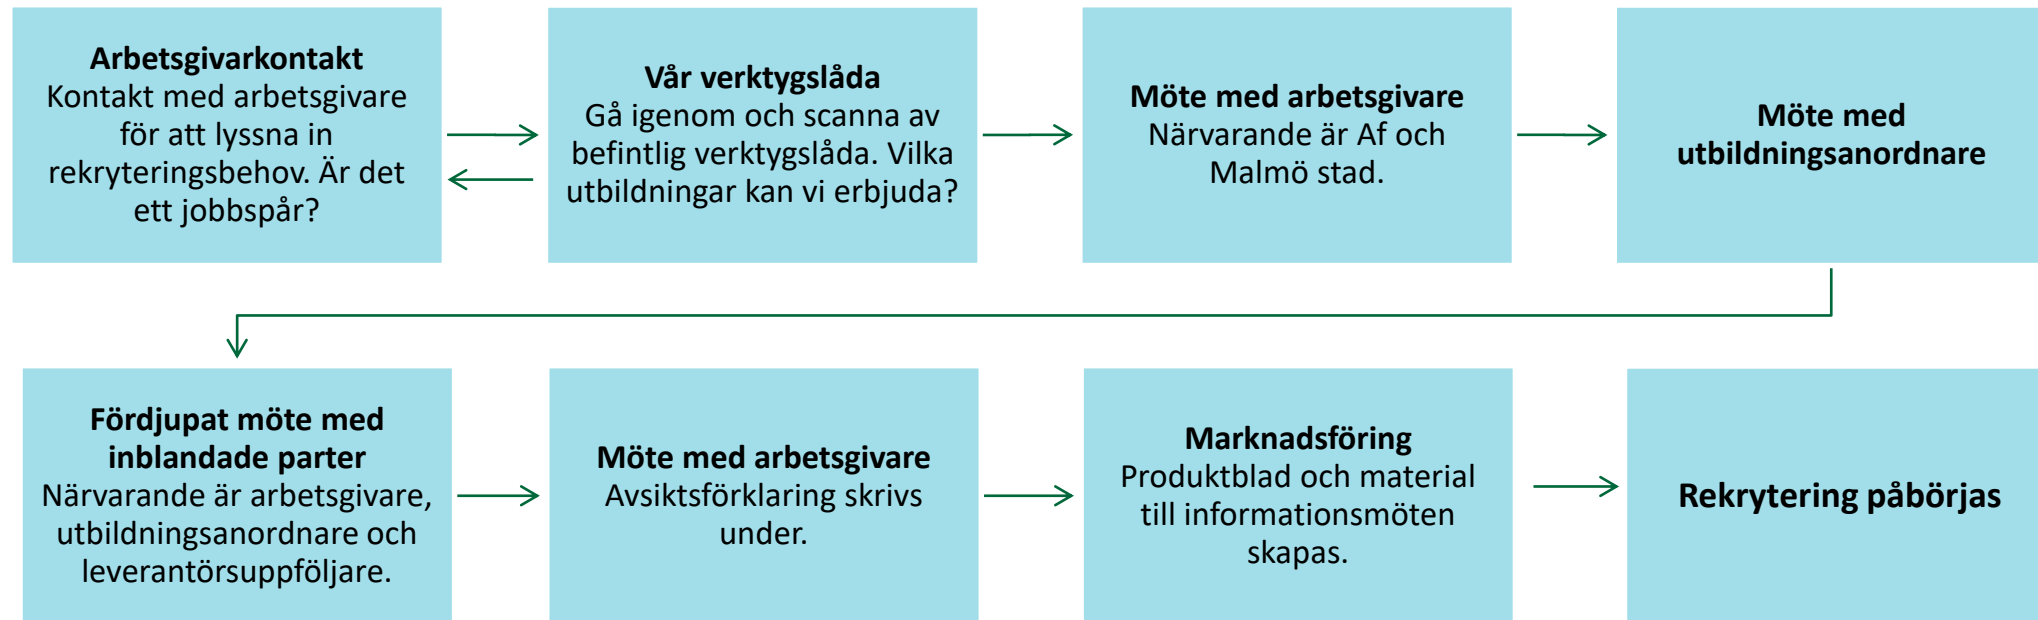 Arbetsgivarkontakt
Kontakt med arbetsgivare
för att lyssna in
rekryteringsbehov. Är det
ett jobbspår?
Vår verktygslåda
Gå igenom och scanna av
befintlig verktygslåda. Vilka
utbildningar kan vi erbjuda?
Möte med arbetsgivare
Närvarande är Af och
Malmö stad.
Möte med
utbildningsanordnare
Fördjupat möte med
inblandade parter
Närvarande är arbetsgivare,
utbildningsanordnare och
leverantörsuppföljare.
Möte med arbetsgivare
Avsiktsförklaring skrivs
under.
Marknadsföring
Produktblad och material
till informationsmöten
skapas.
Rekrytering påbörjas